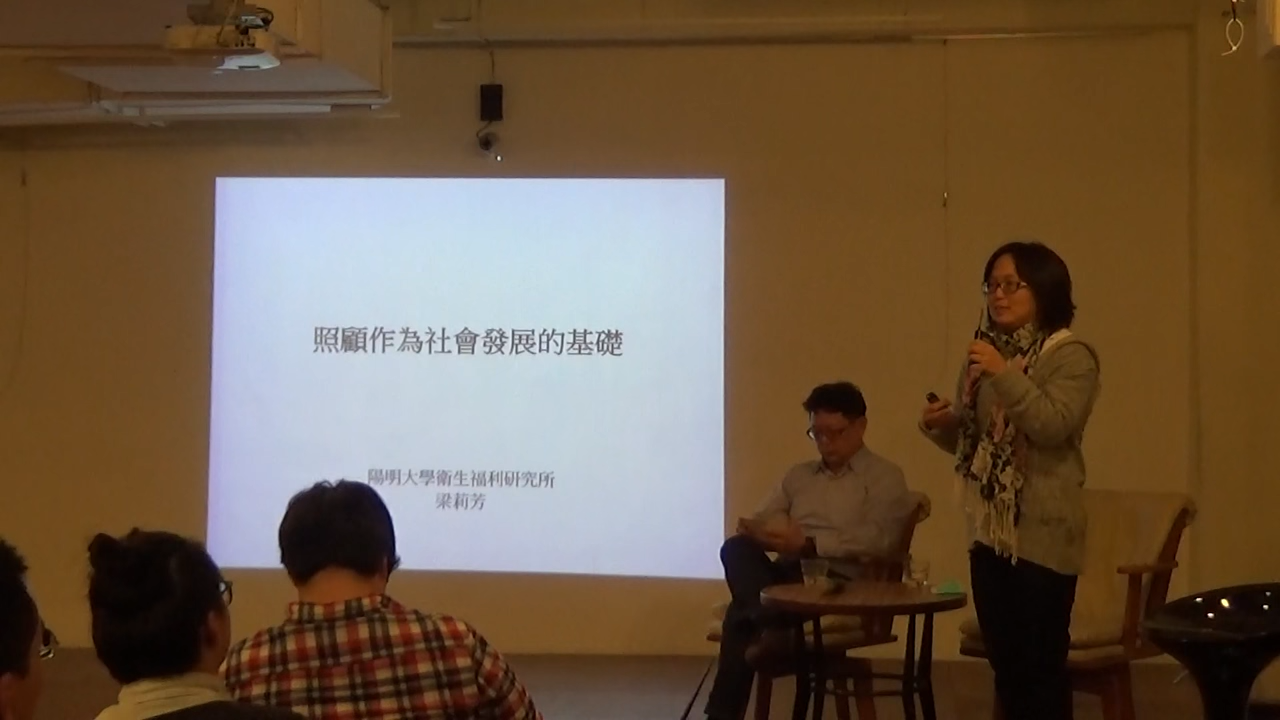 照顧作為社會發展的基礎
陽明大學衛生福利研究所
梁莉芳